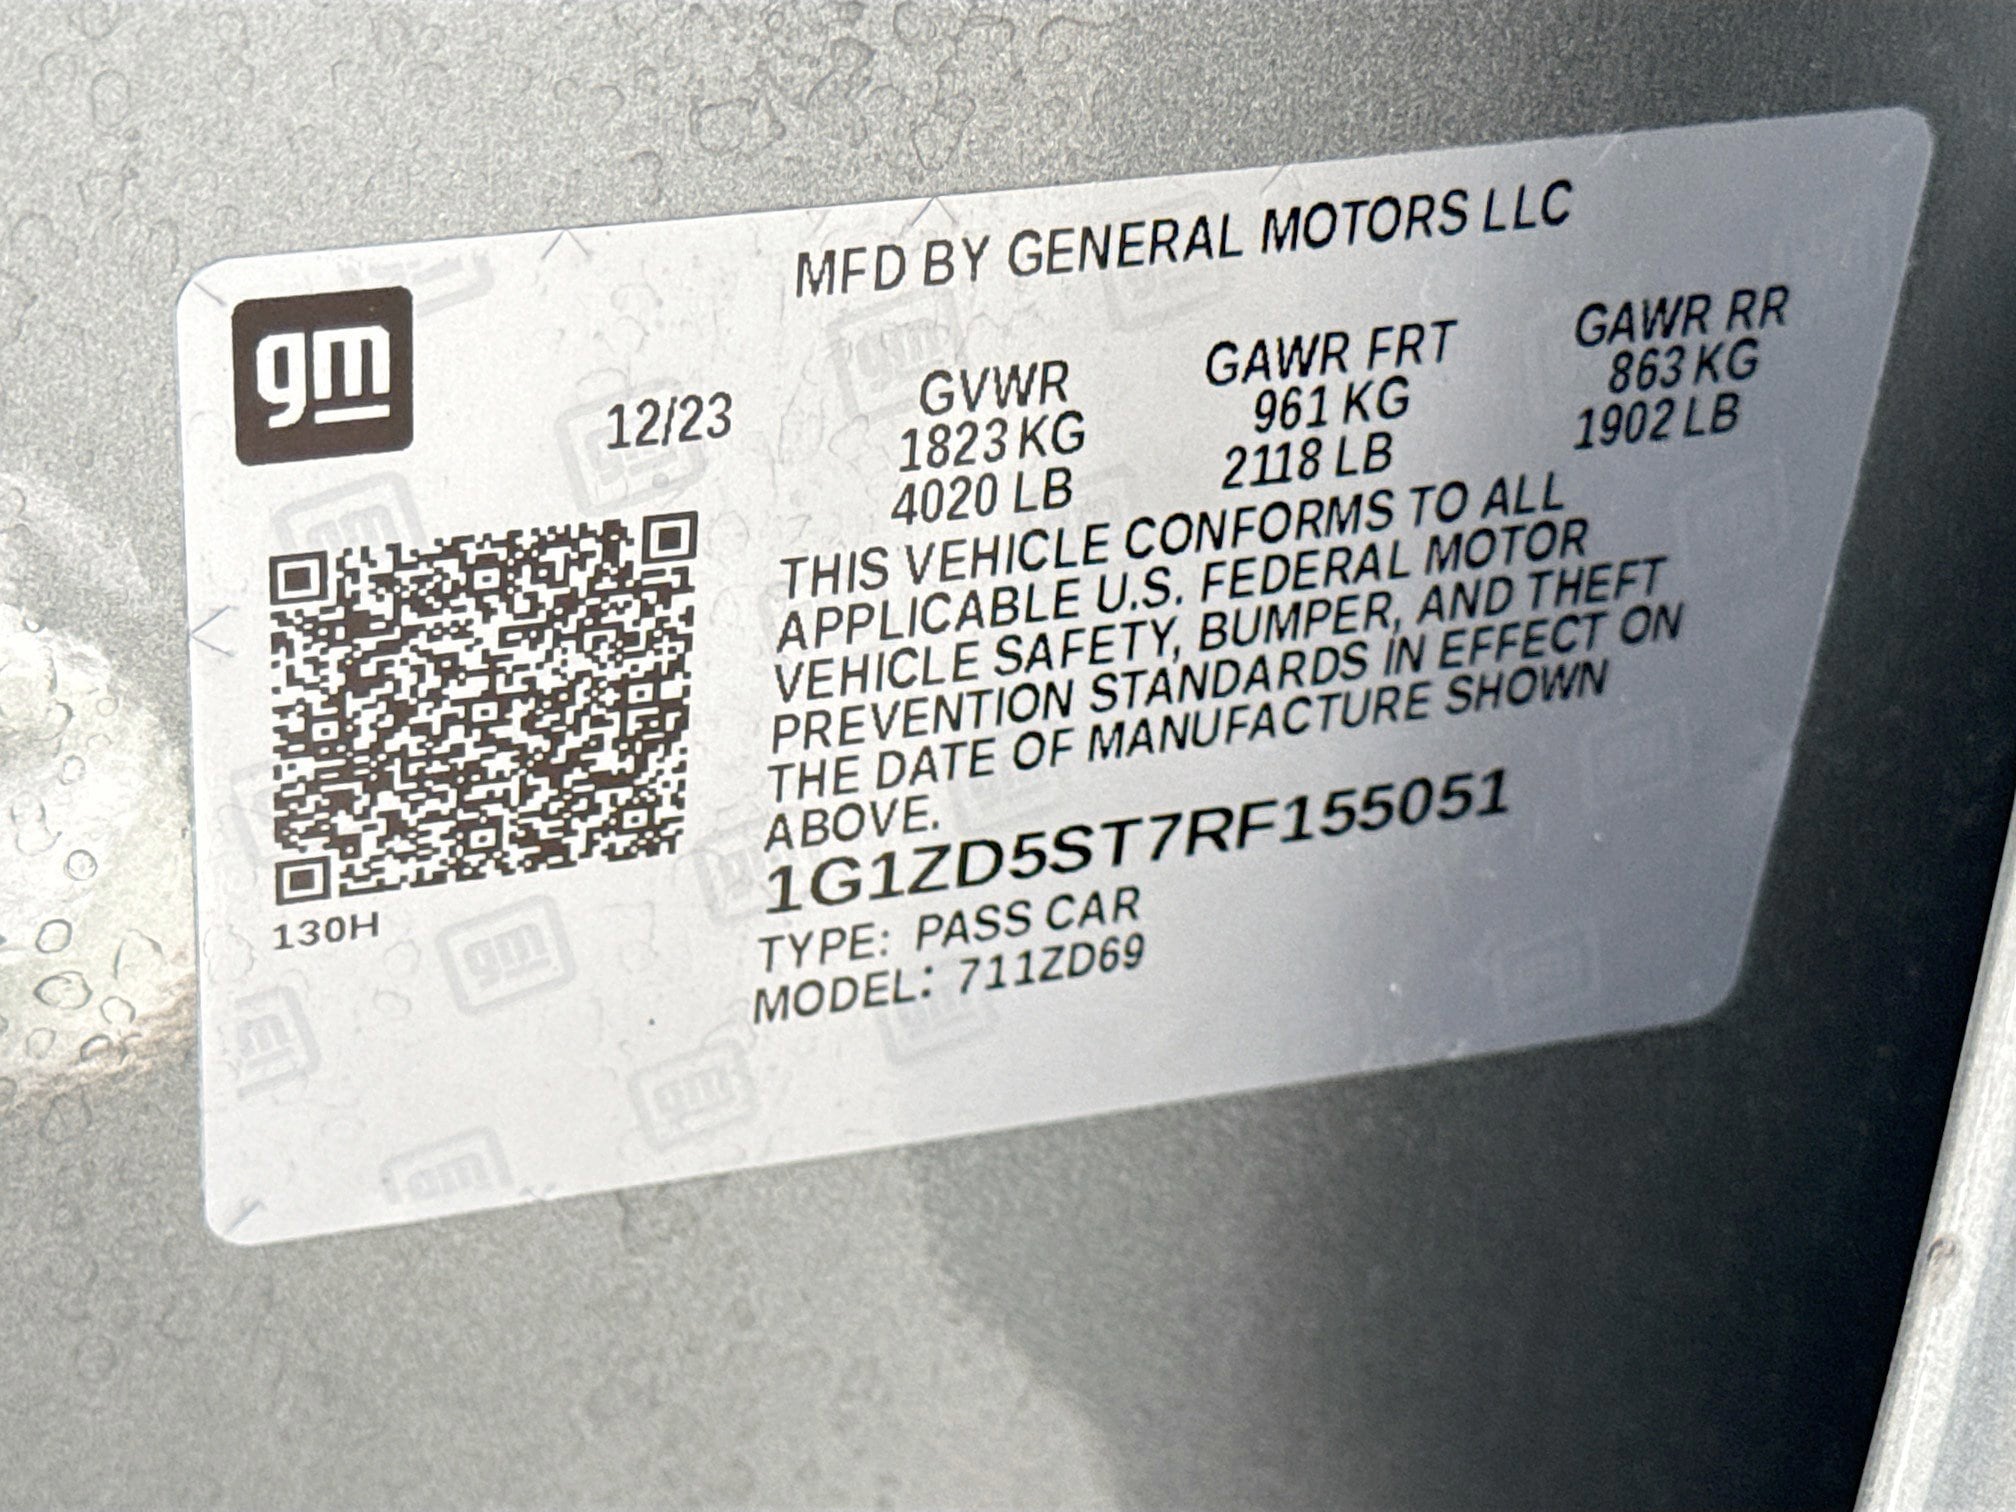 MFD BY GENERAL MOTORS LLC
gm
12/23
GVWR GAWR FRT GAWR RR
1823 KG 961 KG 863 KG
4020 LB 2118 LB 1902 LB
THIS VEHICLE CONFORMS TO ALL
APPLICABLE U.S. FEDERAL MOTOR
VEHICLE SAFETY, BUMPER, AND THEFT
PREVENTION STANDARDS IN EFFECT ON
THE DATE OF MANUFACTURE SHOWN
ABOVE.
1G1ZD5ST7RF155051
TYPE: PASS CAR
MODEL: 711ZD69
130H